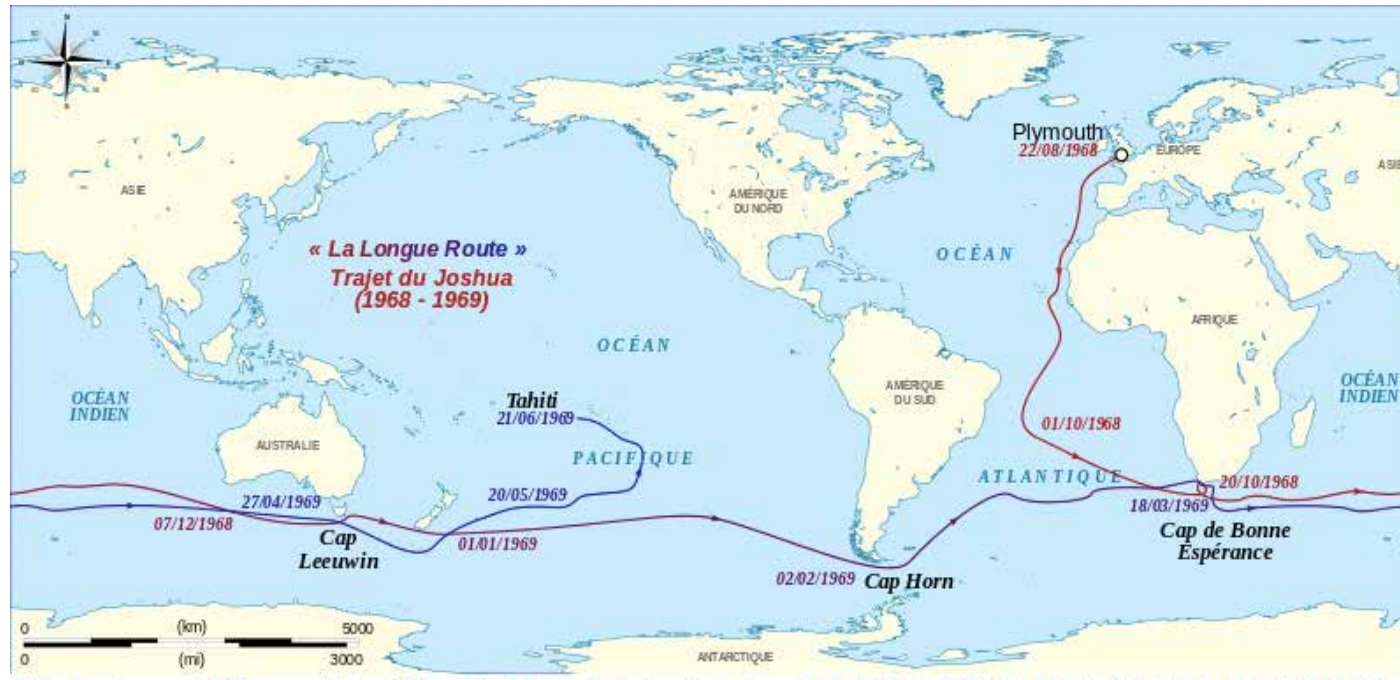 Plymouth
22/08/1968
EUROPE
ASIE
ASIE
AMÉRIQUE
DU NORD
« La Longue Route »
Trajet du Joshua
(1968 - 1969)
OCÉAN
AFRIQUE
OCÉAN
OCÉAN
INDIEN
OCÉAN
INDIEN
AMÉRIQUE
DU SUD
Tahiti
21/06/1969
AUSTRALIE
01/10/1968
PACIFIQUE
ATLANTIQUE
20/10/1968
27/04/1969
20/05/1969
18/03/1969
07/12/1968
Cap
Leeuwin
01/01/1969
Cap de Bonne
Espérance
02/02/1969
Cap Horn
0 (km) 5000
0 (mi) 3000
ANTARCTIQUE